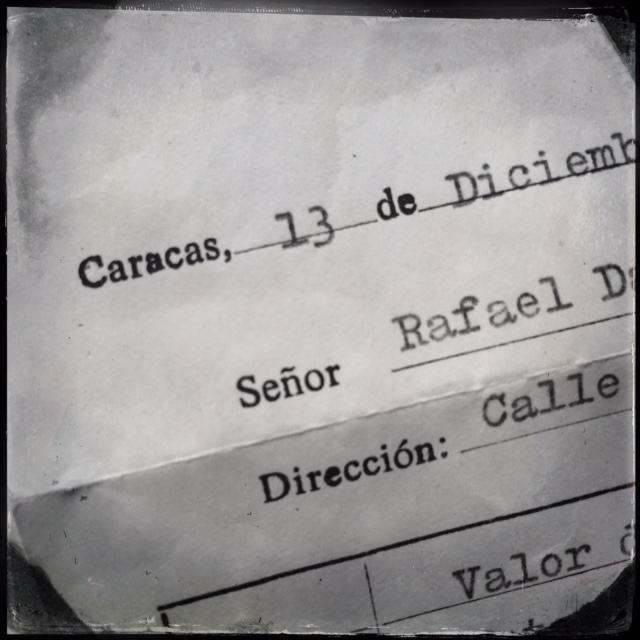 Caracas, 13 de Diciemb
Señor Rafael D
Dirección: Calle
Valor